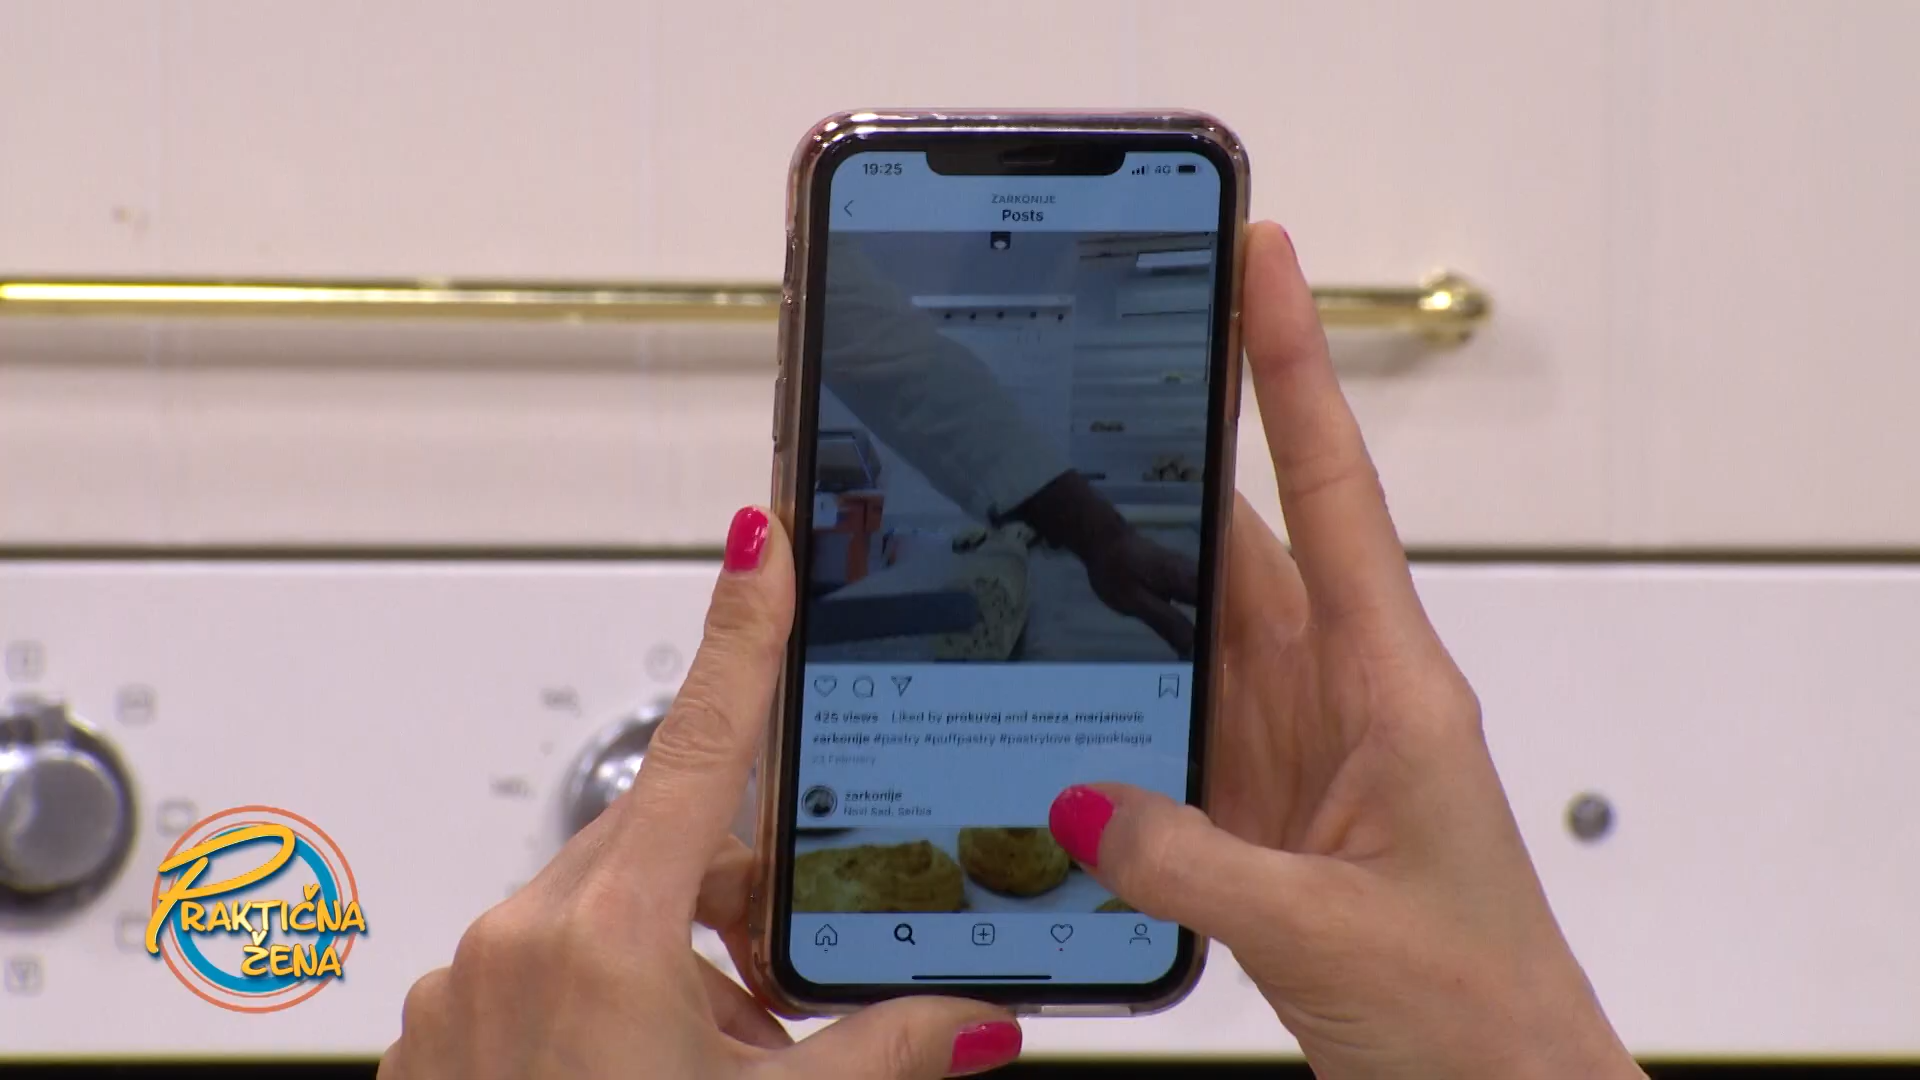 19:25
4G
ZARKONIJE
Posts
425 views · Liked by prokuvaj and sneza_marjanovic
zarkonije #pastry #puffpastry #pastrylove @pipoklagija
23 February
zarkonije
Novi Sad, Serbia
PRAKTIČNA
ŽENA